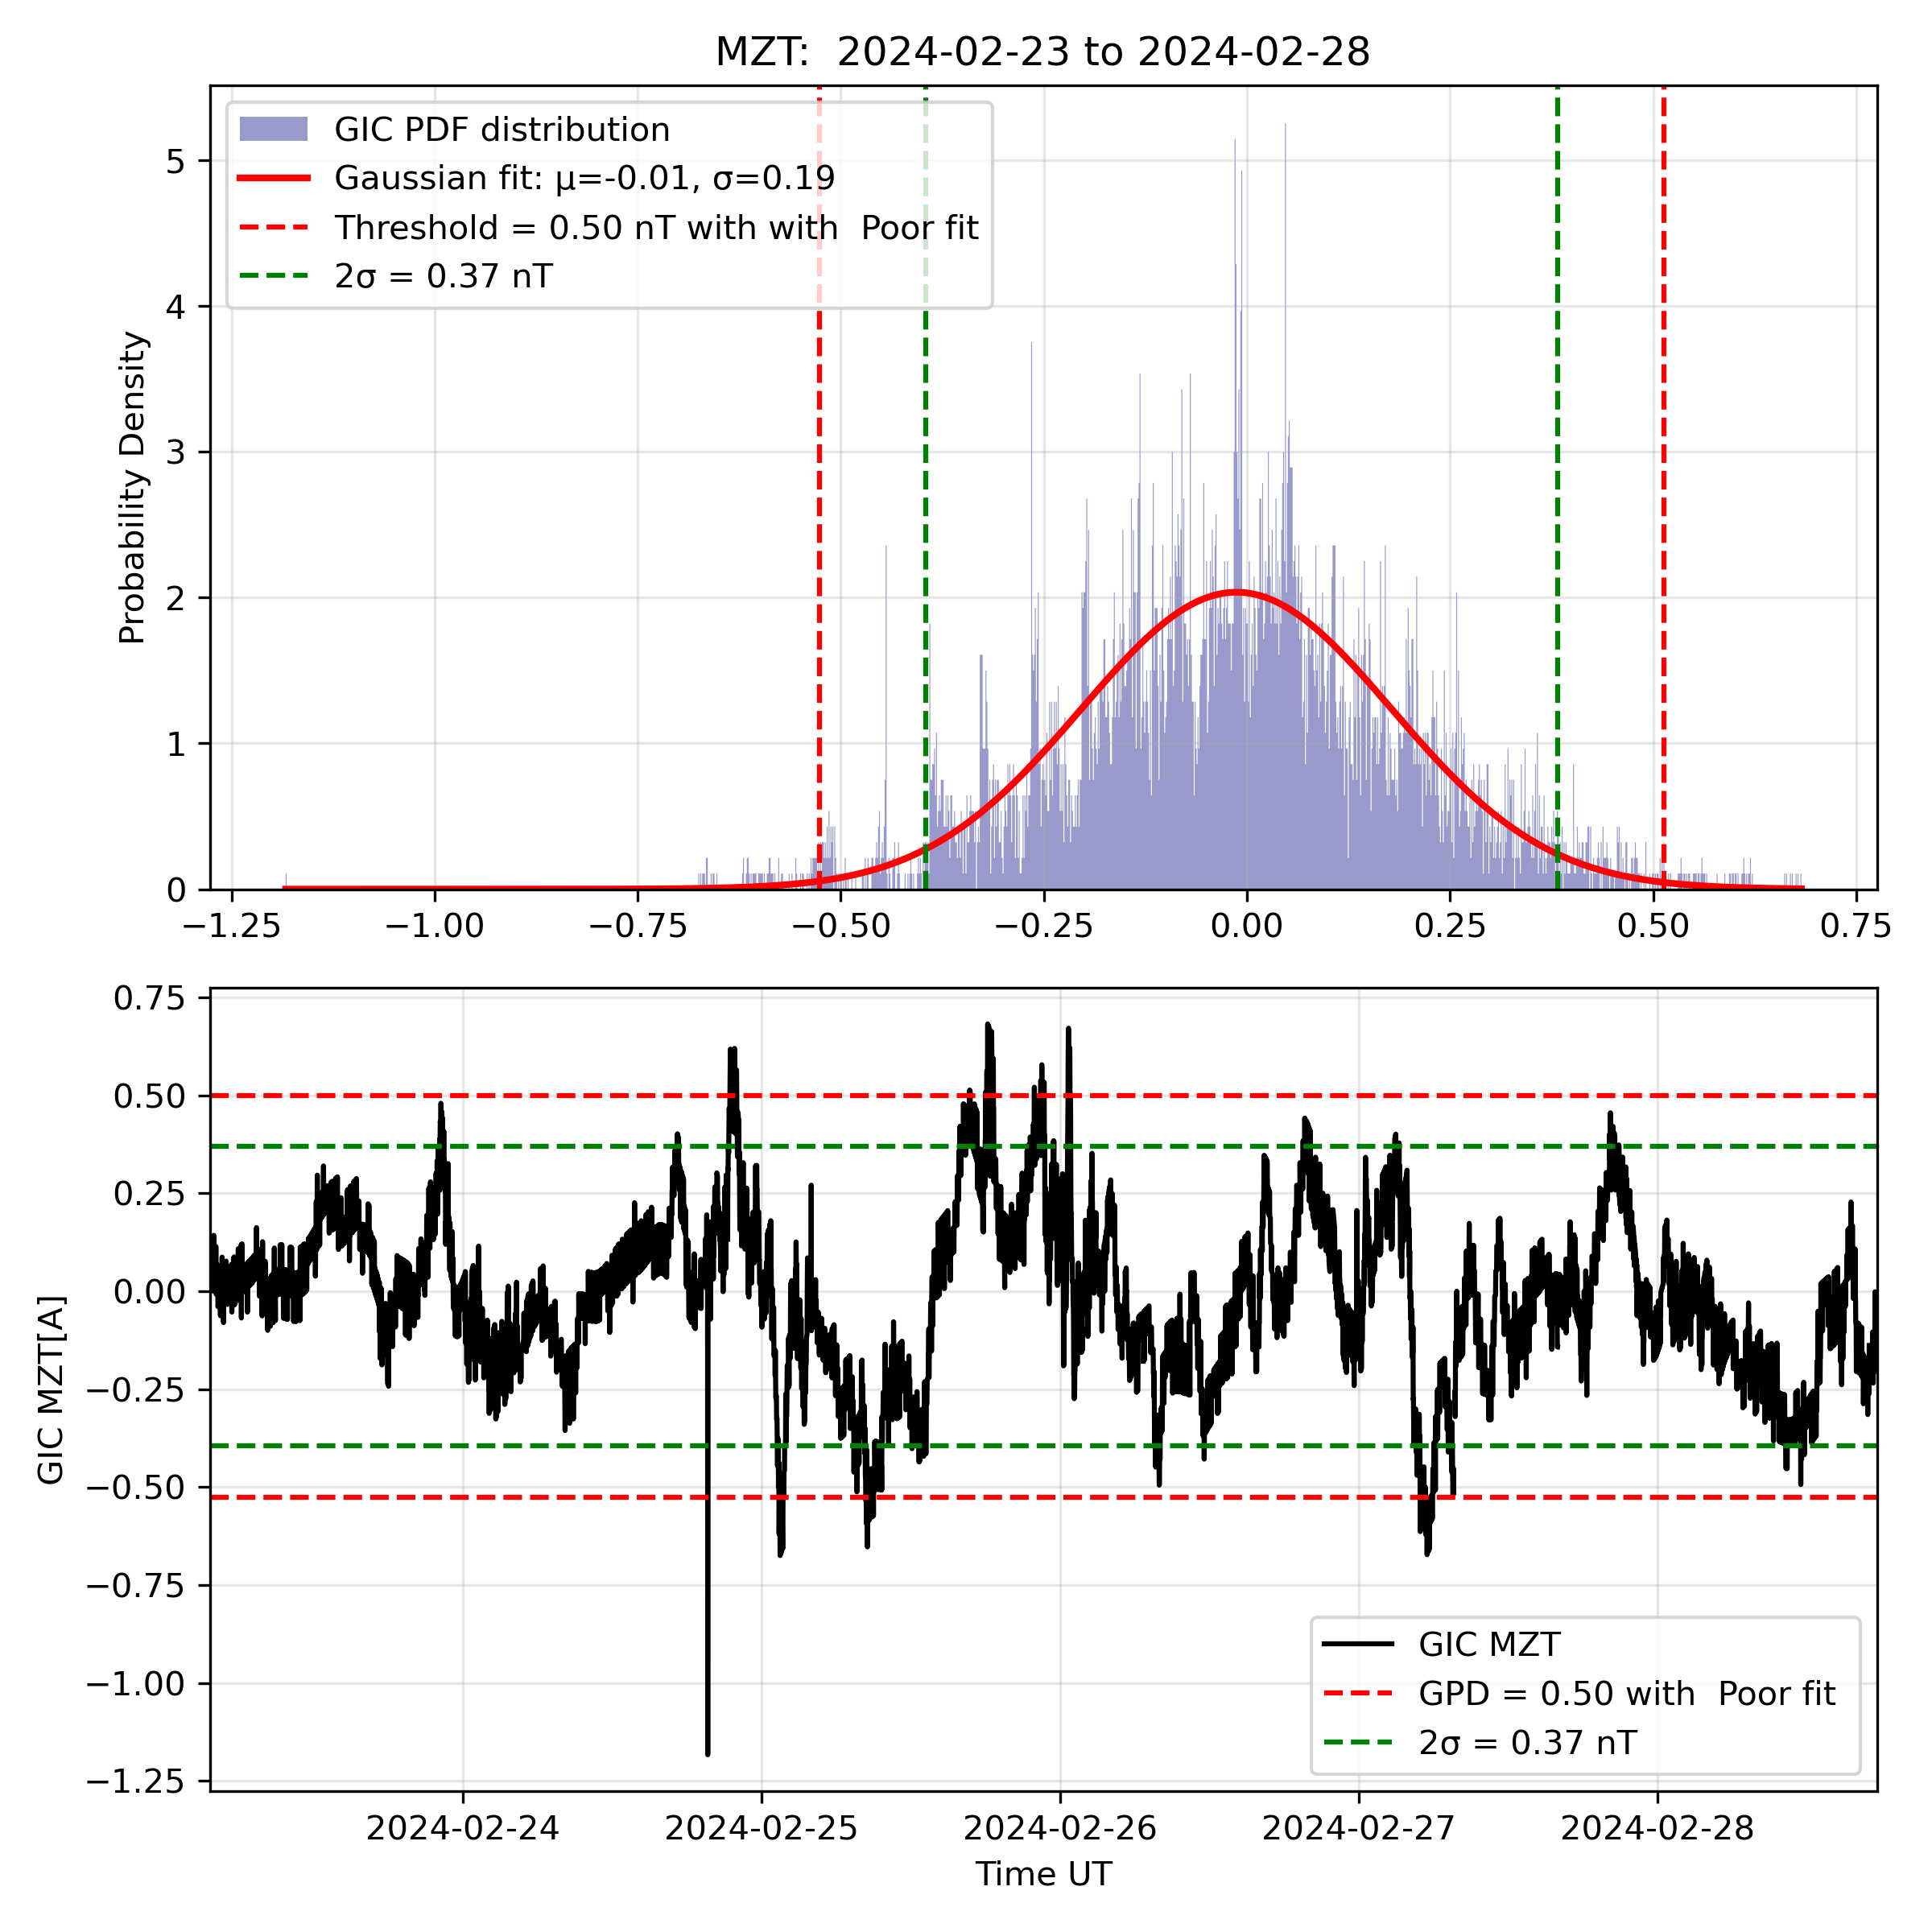 MZT:  2024-02-23 to 2024-02-28
GIC PDF distribution
Gaussian fit: μ=-0.01, σ=0.19
Threshold = 0.50 nT with with  Poor fit
2σ = 0.37 nT
Probability Density
5
4
3
2
1
0
−1.25
−1.00
−0.75
−0.50
−0.25
0.00
0.25
0.50
0.75
GIC MZT[A]
0.75
0.50
0.25
0.00
−0.25
−0.50
−0.75
−1.00
−1.25
GIC MZT
GPD = 0.50 with  Poor fit
2σ = 0.37 nT
2024-02-24
2024-02-25
2024-02-26
2024-02-27
2024-02-28
Time UT